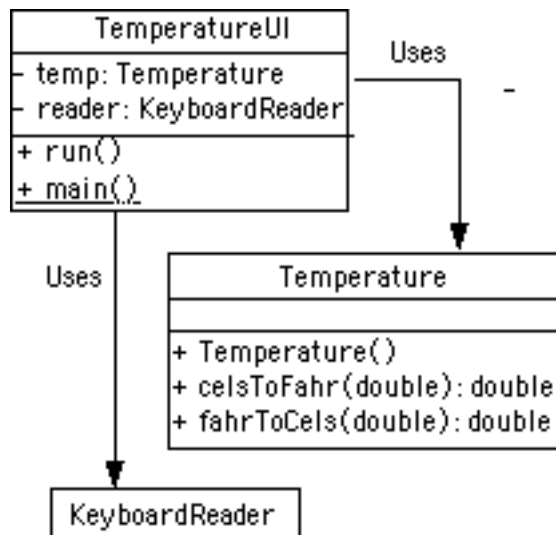 TemperatureUI
- temp: Temperature
- reader: KeyboardReader
+ run()
+ main()
Uses
Uses
Temperature
+ Temperature()
+ celsToFahr(double): double
+ fahrToCels(double): double
KeyboardReader